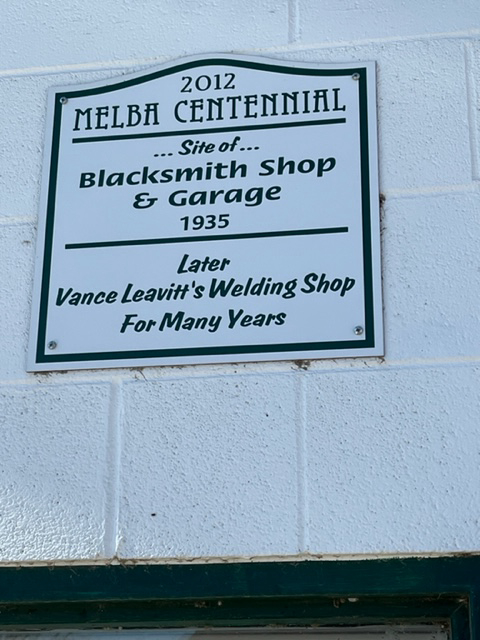 2012
MELBA CENTENNIAL
... Site of ...
Blacksmith Shop
& Garage
1935
Later
Vance Leavitt's Welding Shop
For Many Years